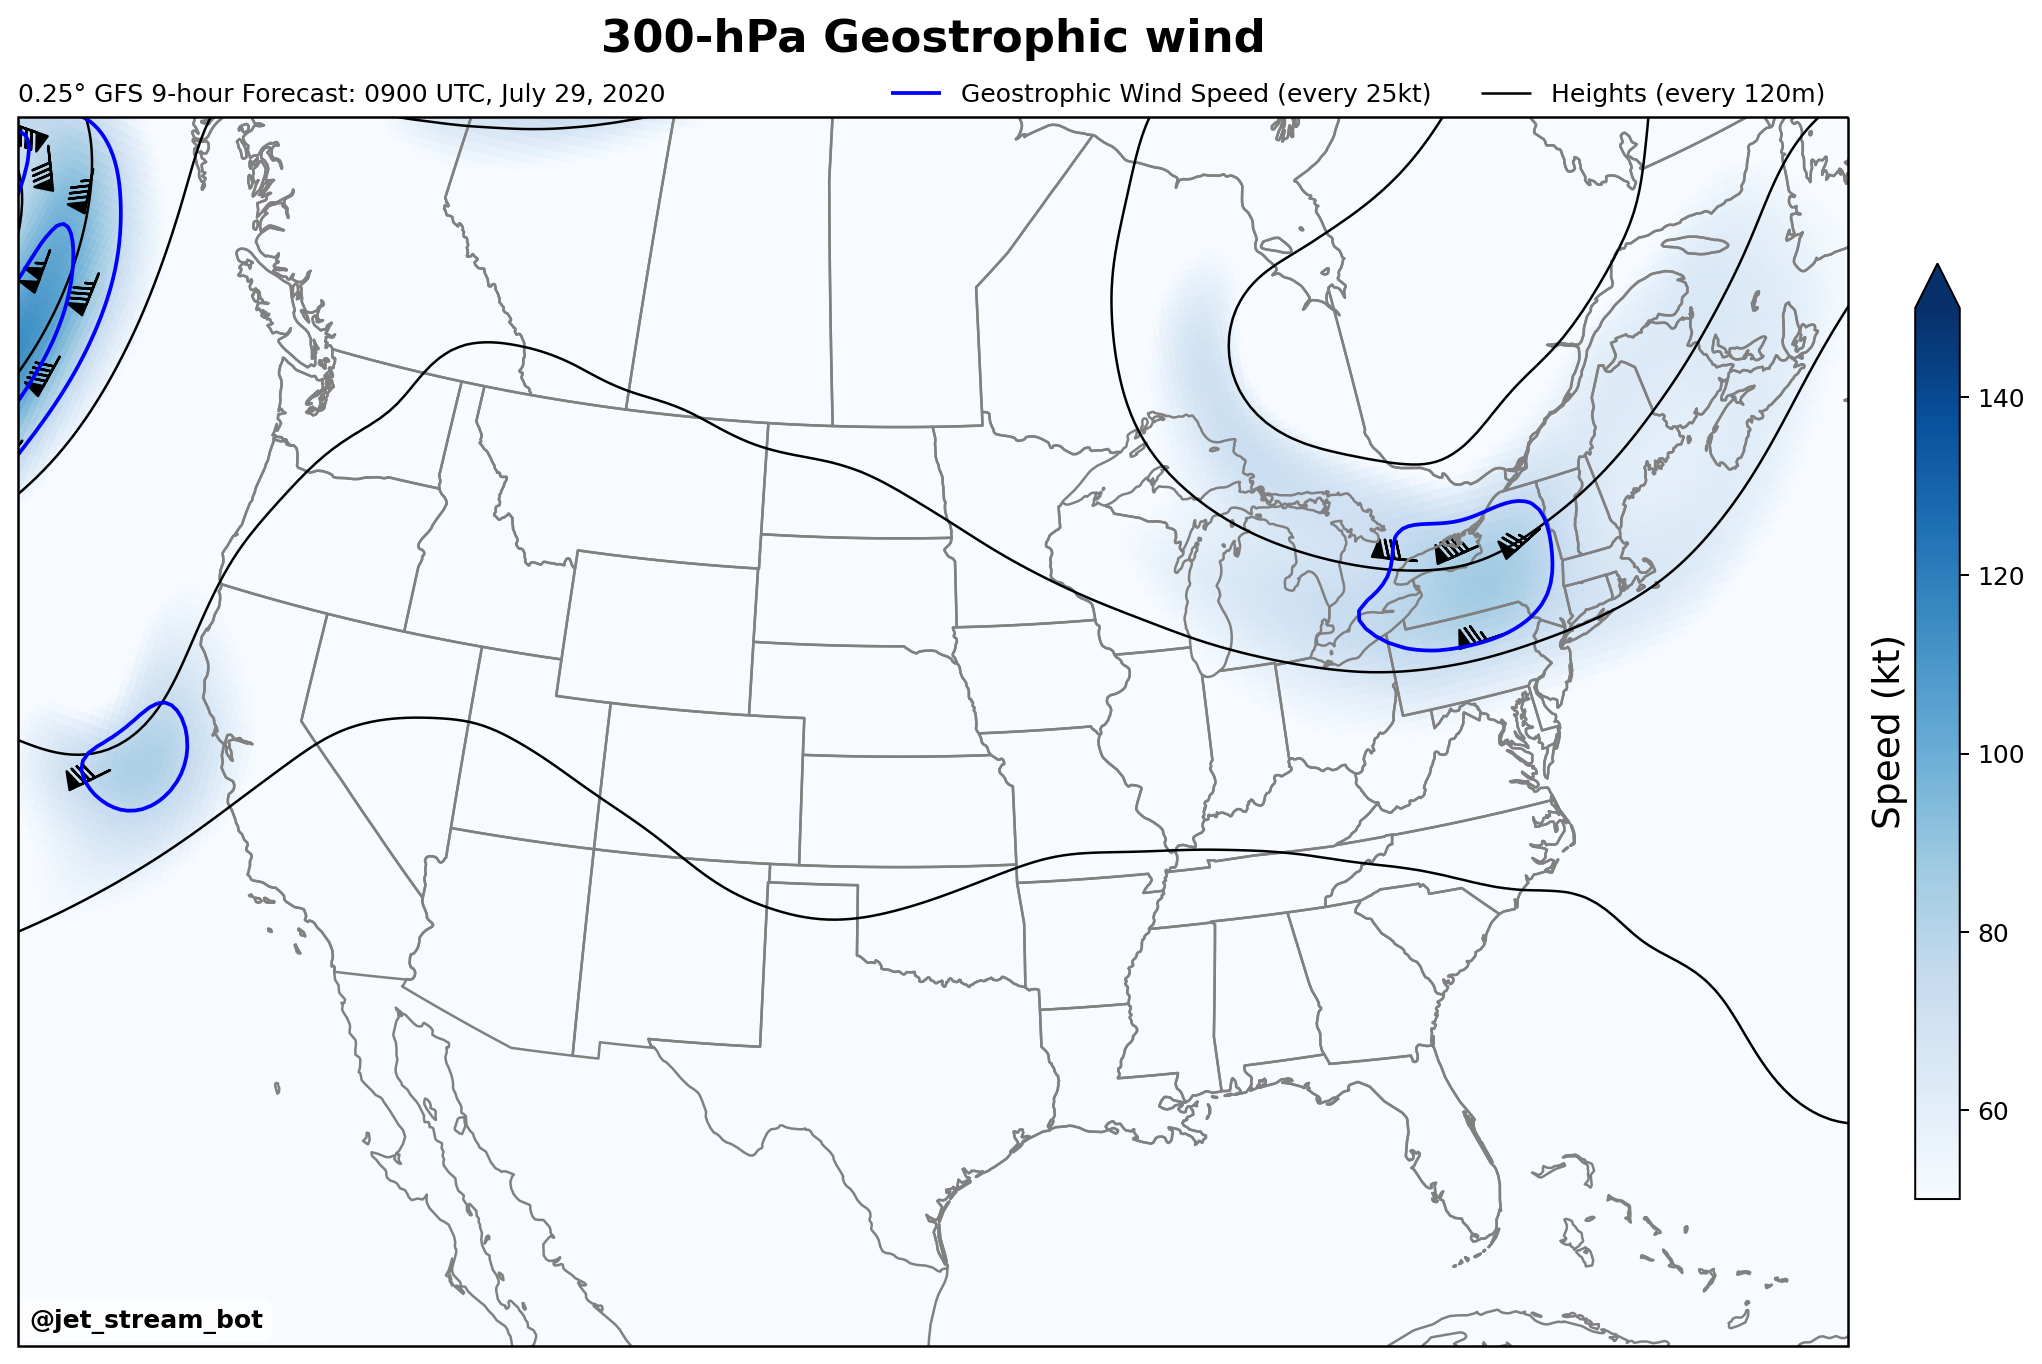 300-hPa Geostrophic wind
0.25° GFS 9-hour Forecast: 0900 UTC, July 29, 2020
Geostrophic Wind Speed (every 25kt)
Heights (every 120m)
140
120
100
80
60
Speed (kt)
@jet_stream_bot